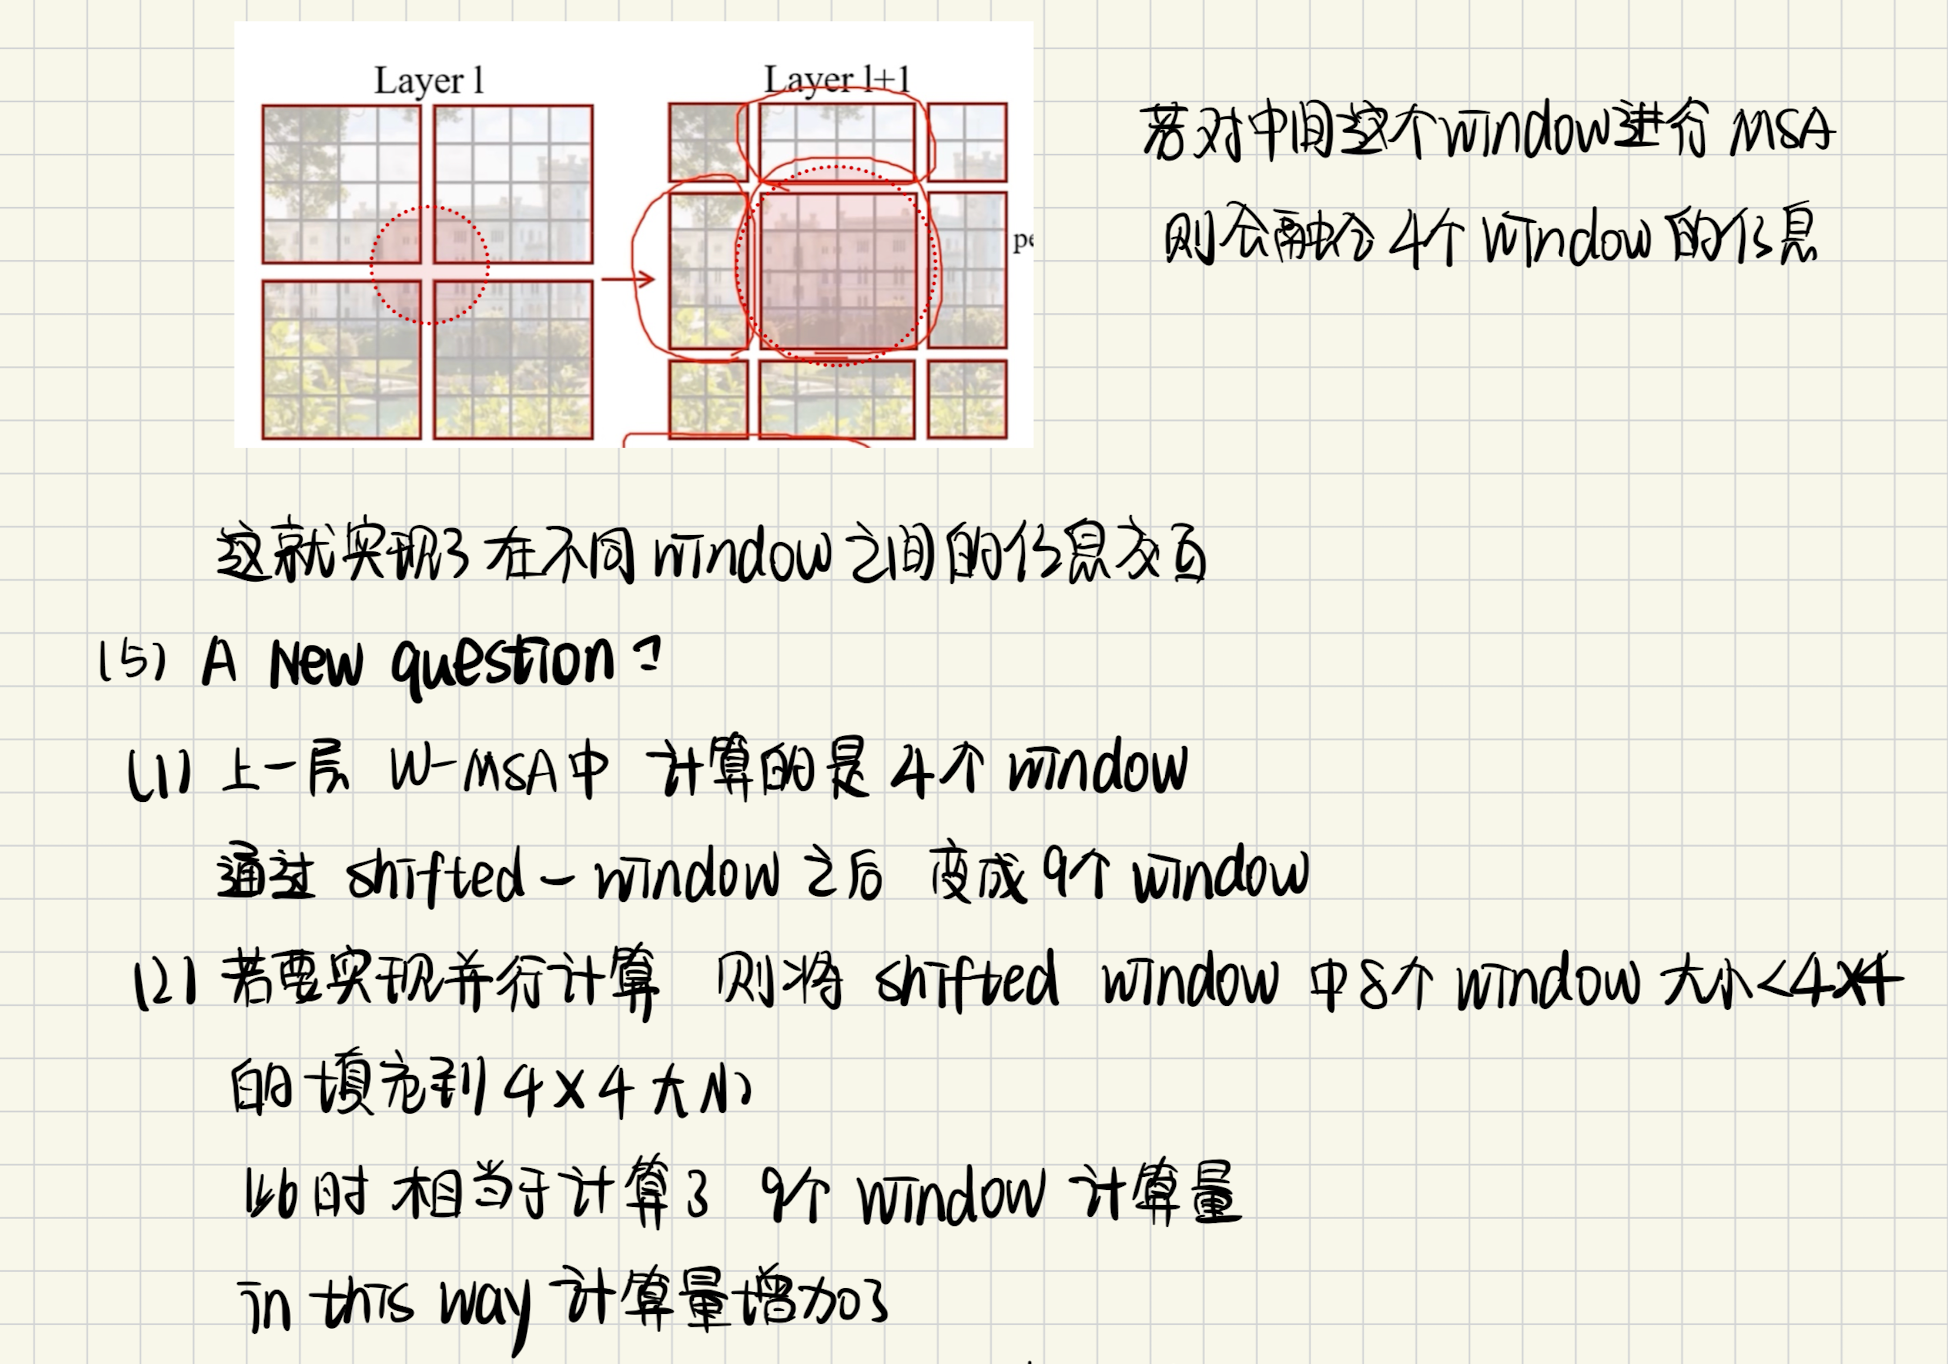 Layer l
Layer l+1
pe
若对中间这个window进行 MSA
则会融合 4个 window 的信息
这就实现了在不同 window 之间的信息交互
(5) A New question:
(1) 上一层 W-MSA中 计算的是 4个 window
通过 shifted-window 之后 变成 9个 window
(2) 若要实现并行计算 则将 shifted window 中8个 window 大小<4×4
的填充到 4×4 大小
此时 相当于计算了 9个 window 计算量
in this way 计算量增加了